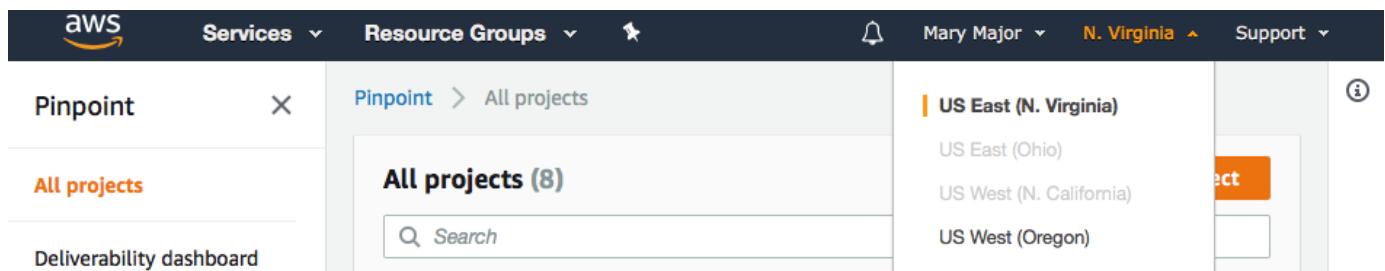 aws
Services
Resource Groups
Mary Major
N. Virginia
Support
Pinpoint
All projects
Deliverability dashboard
Pinpoint > All projects
All projects (8)
Search
US East (N. Virginia)
US East (Ohio)
US West (N. California)
US West (Oregon)